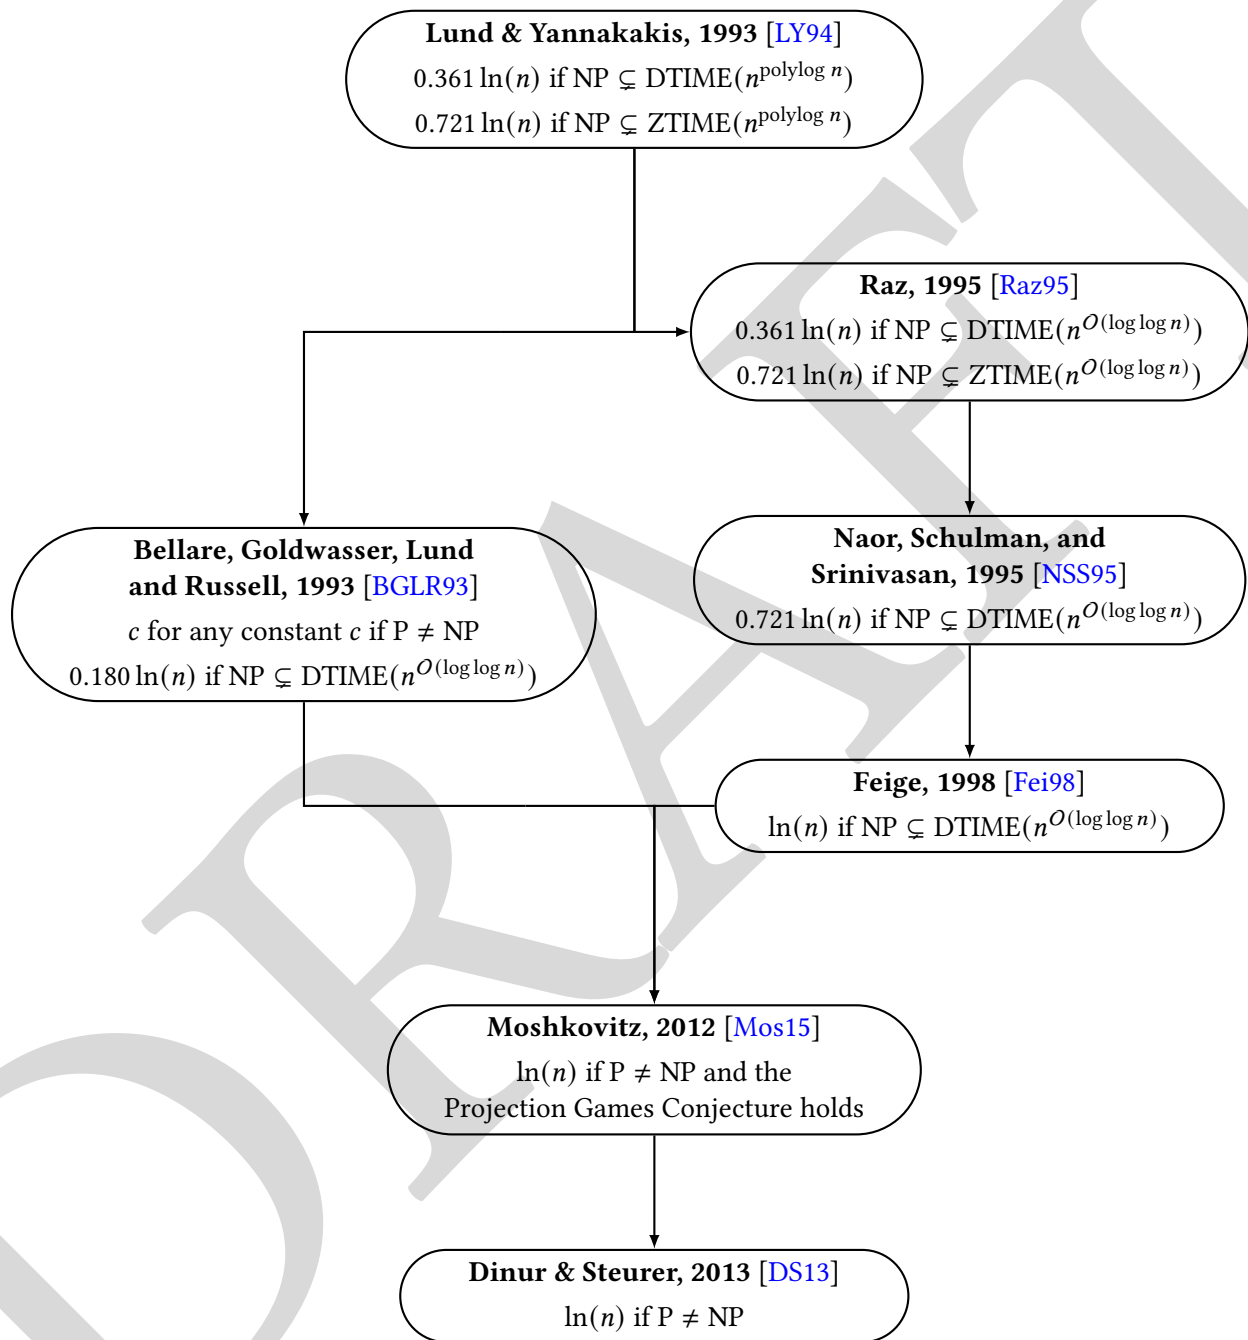 Lund & Yannakakis, 1993 [LY94]
0.361 ln(n) if NP ⊊ DTIME(n^{polylog n})
0.721 ln(n) if NP ⊊ ZTIME(n^{polylog n})
Raz, 1995 [Raz95]
0.361 ln(n) if NP ⊊ DTIME(n^{O(log log n)})
0.721 ln(n) if NP ⊊ ZTIME(n^{O(log log n)})
Bellare, Goldwasser, Lund
and Russell, 1993 [BGLR93]
c for any constant c if P ≠ NP
0.180 ln(n) if NP ⊊ DTIME(n^{O(log log n)})
Naor, Schulman, and
Srinivasan, 1995 [NSS95]
0.721 ln(n) if NP ⊊ DTIME(n^{O(log log n)})
Feige, 1998 [Fei98]
ln(n) if NP ⊊ DTIME(n^{O(log log n)})
Moshkovitz, 2012 [Mos15]
ln(n) if P ≠ NP and the
Projection Games Conjecture holds
Dinur & Steurer, 2013 [DS13]
ln(n) if P ≠ NP
DRAFT